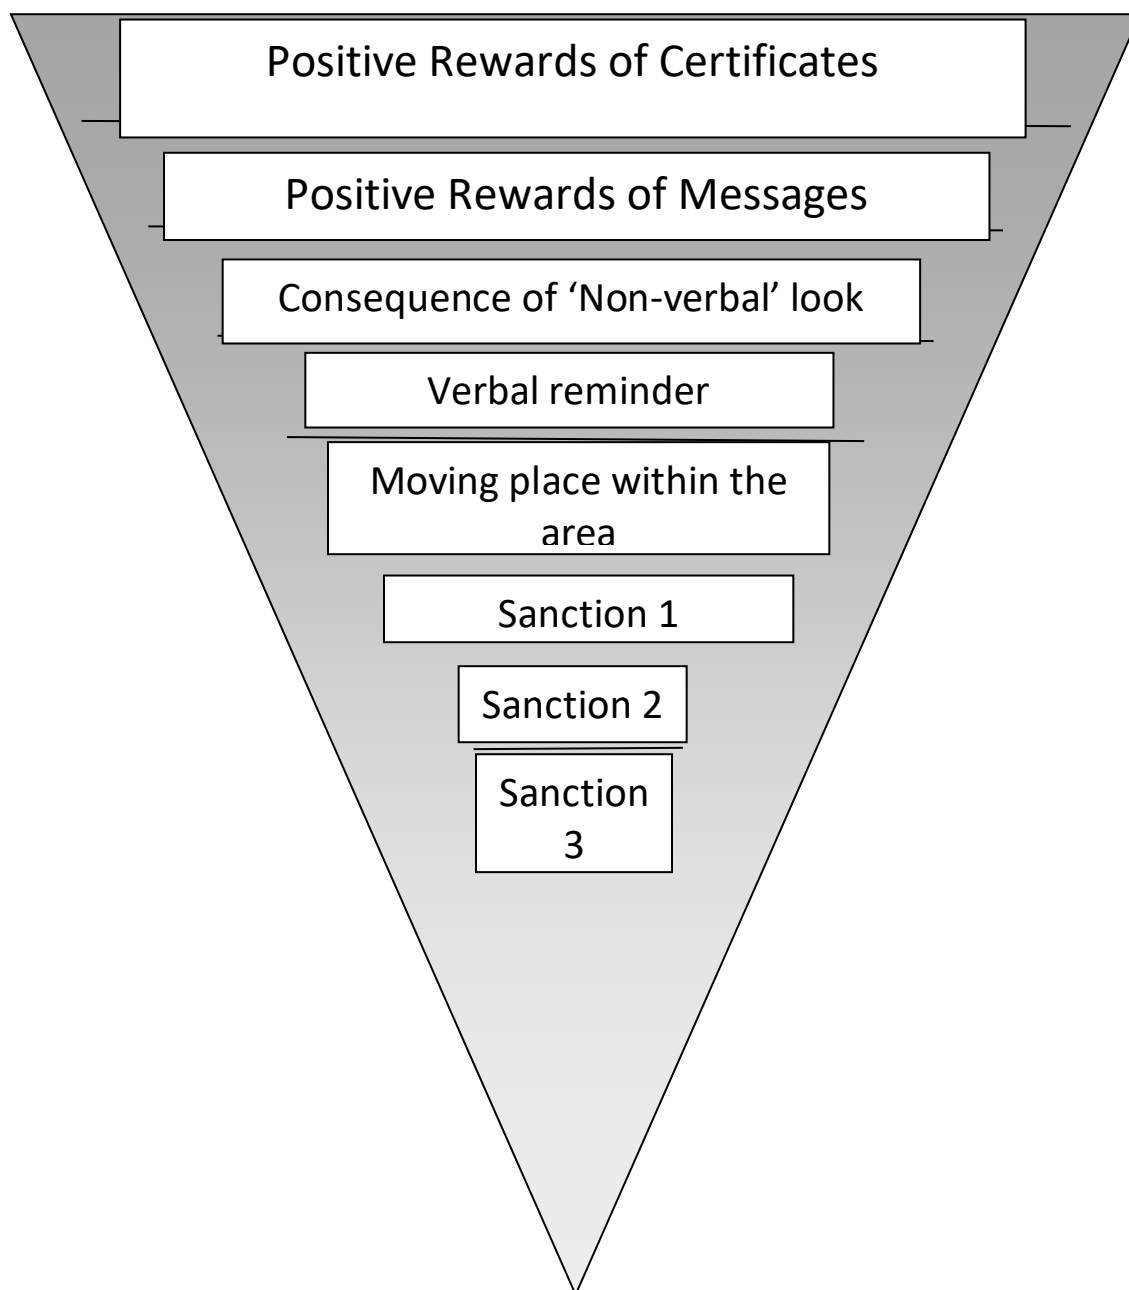 Positive Rewards of Certificates
Positive Rewards of Messages
Consequence of ‘Non-verbal’ look
Verbal reminder
Moving place within the
area
Sanction 1
Sanction 2
Sanction
3